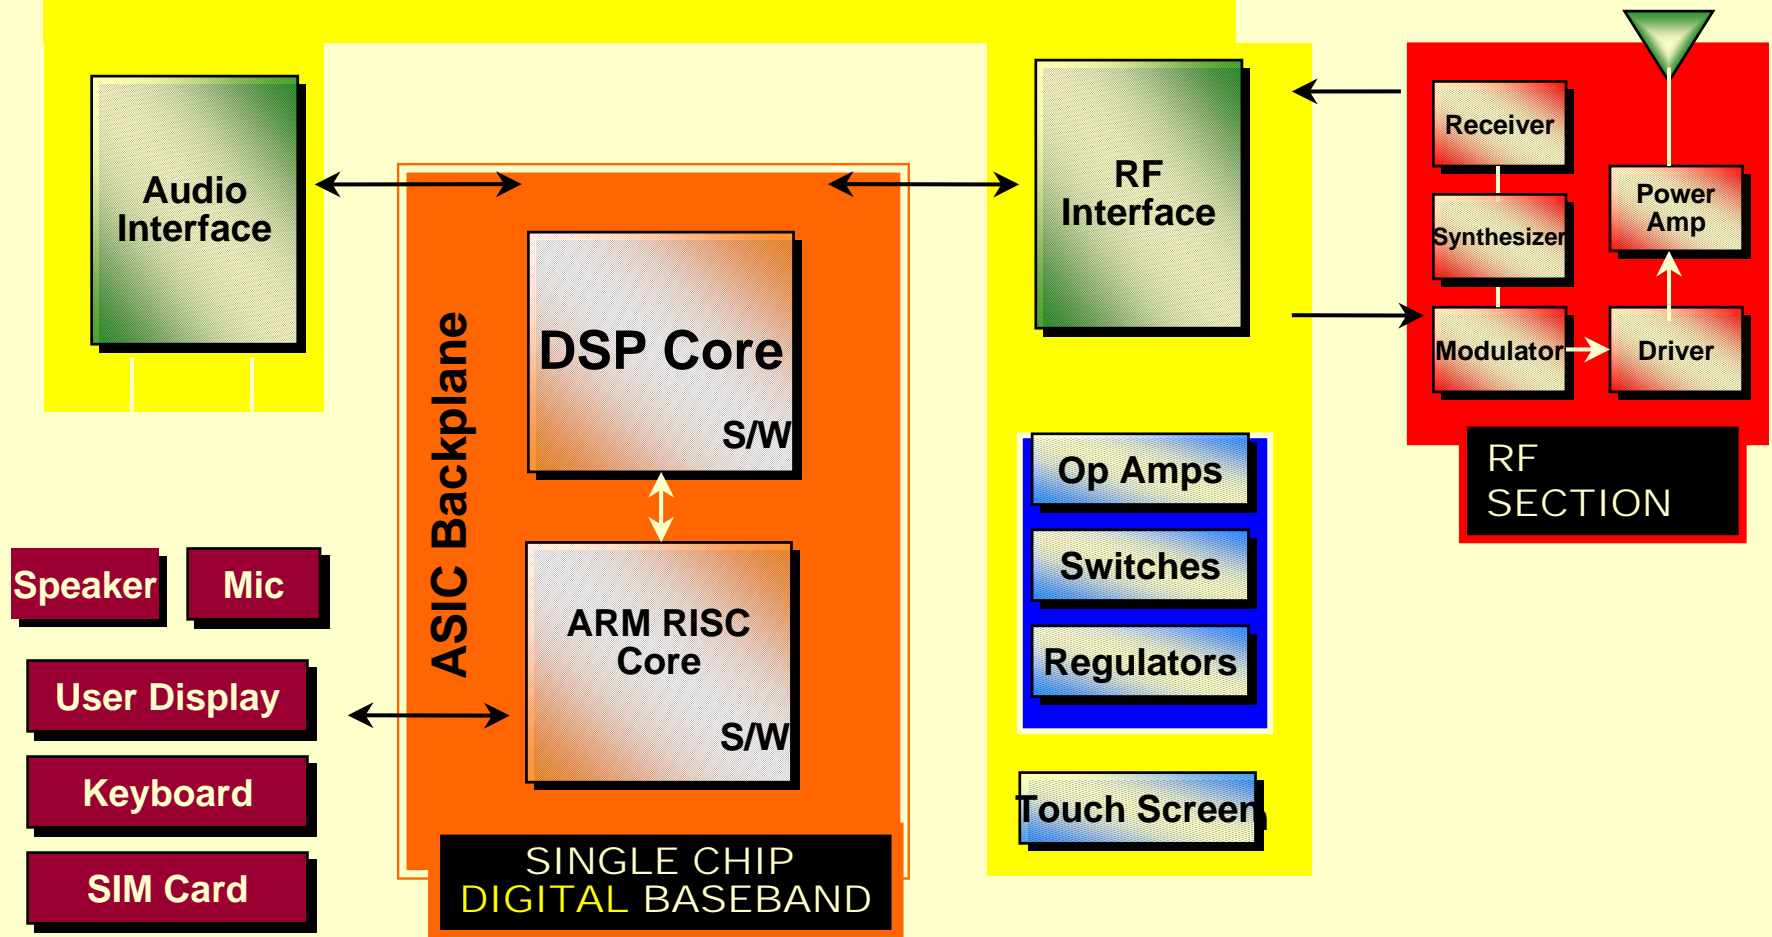 Audio
Interface
ASIC Backplane
DSP Core
S/W
ARM RISC
Core
S/W
SINGLE CHIP
DIGITAL BASEBAND
RF
Interface
Op Amps
Switches
Regulators
Touch Screen
Receiver
Synthesizer
Modulator
Power
Amp
Driver
RF
SECTION
Speaker
Mic
User Display
Keyboard
SIM Card